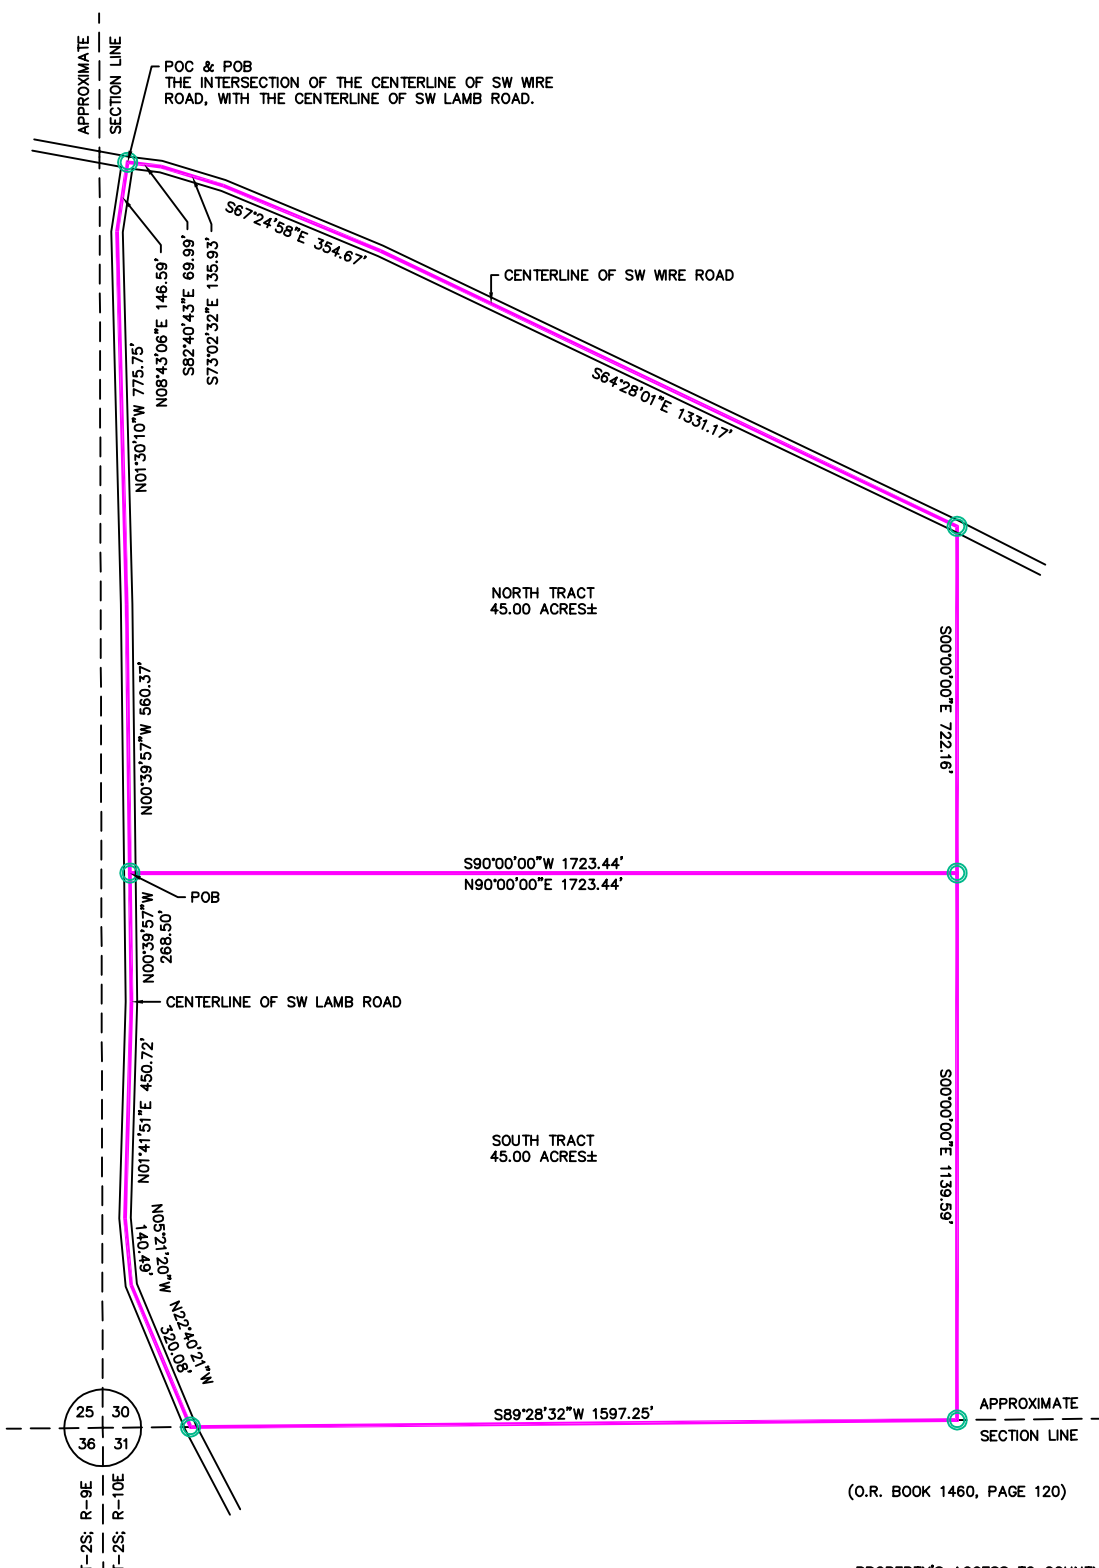 APPROXIMATE
SECTION LINE
POC & POB
THE INTERSECTION OF THE CENTERLINE OF SW WIRE
ROAD, WITH THE CENTERLINE OF SW LAMB ROAD.
S67°24'58"E 354.67'
N08°43'06"E 146.59'
S82°40'43"E 69.99'
S73°02'32"E 135.93'
CENTERLINE OF SW WIRE ROAD
N01°30'10"W 775.75'
S64°28'01"E 1331.17'
NORTH TRACT
45.00 ACRES±
S00°00'00"E 722.16'
N00°39'57"W 560.37'
S90°00'00"W 1723.44'
N90°00'00"E 1723.44'
POB
N00°39'57"W
268.50'
CENTERLINE OF SW LAMB ROAD
N01°41'51"E 450.72'
S00°00'00"E 1139.59'
SOUTH TRACT
45.00 ACRES±
N05°21'20"W
140.49'
N22°40'21"W
320.08'
S89°28'32"W 1597.25'
APPROXIMATE
SECTION LINE
25 30
36 31
T-2S; R-9E
T-2S; R-10E
(O.R. BOOK 1460, PAGE 120)